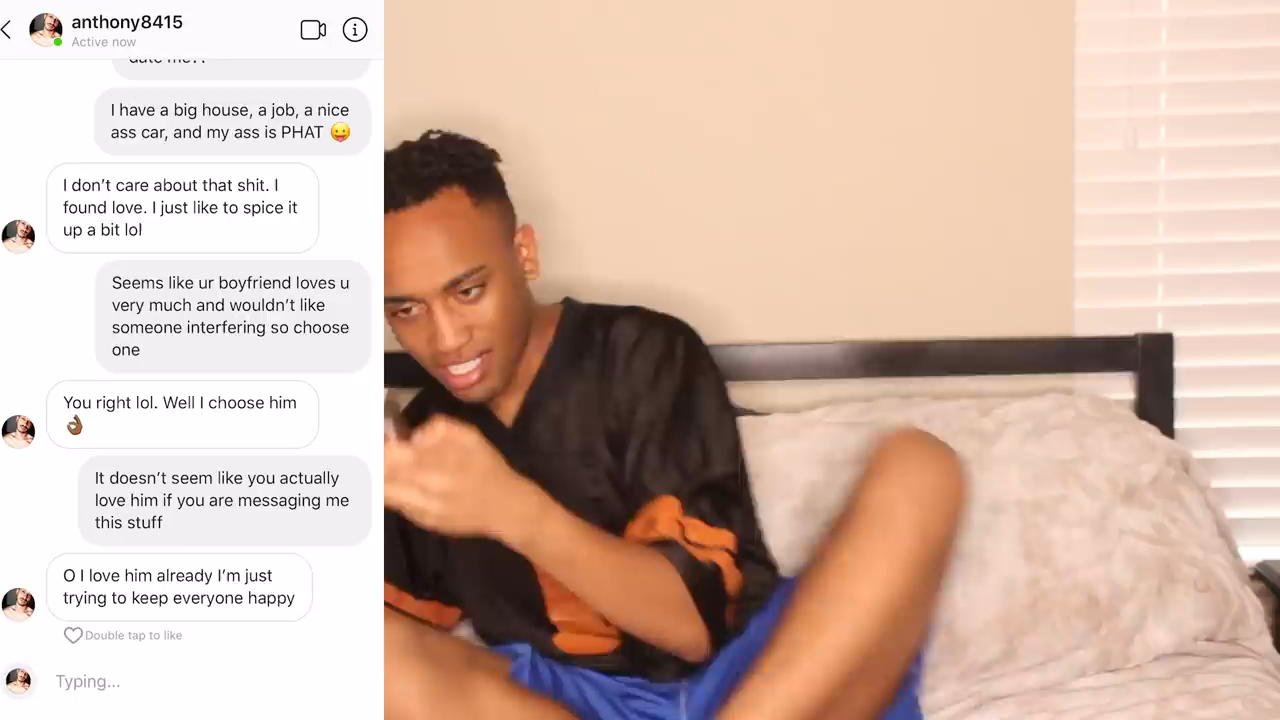 anthony8415
Active now
I have a big house, a job, a nice
ass car, and my ass is PHAT 😛
I don’t care about that shit. I
found love. I just like to spice it
up a bit lol
Seems like ur boyfriend loves u
very much and wouldn’t like
someone interfering so choose
one
You right lol. Well I choose him
👌🏾
It doesn’t seem like you actually
love him if you are messaging me
this stuff
O I love him already I’m just
trying to keep everyone happy
Double tap to like
Typing...